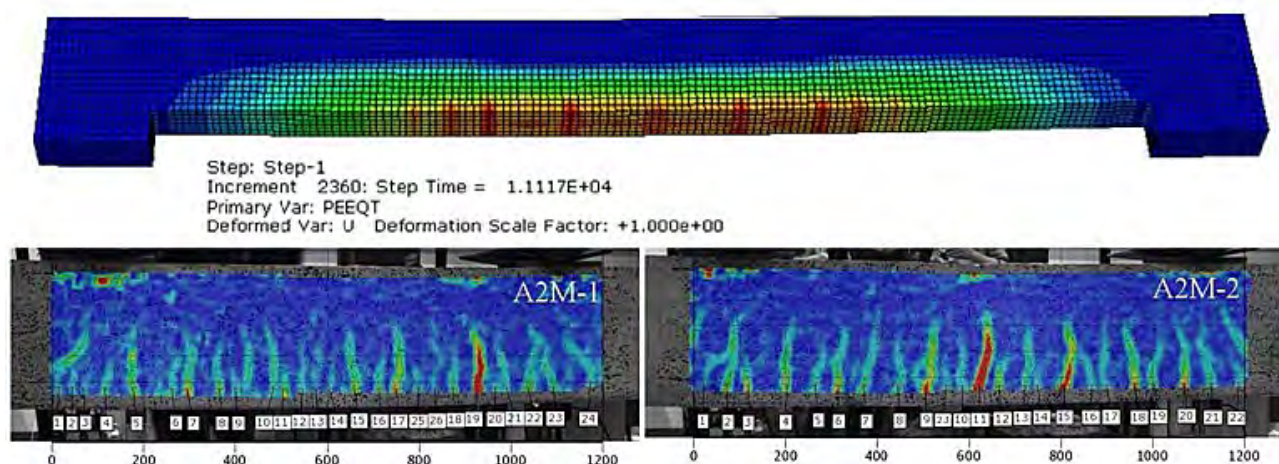 Step: Step-1
Increment 2360: Step Time = 1.1117E+04
Primary Var: PEEQT
Deformed Var: U Deformation Scale Factor: +1.000e+00
A2M-1
1 2 3 4 5 6 7 8 9 10 11 12 13 14 15 16 17 25 26 18 19 20 21 22 23 24
0 200 400 600 800 1000 1200
A2M-2
1 2 3 4 5 6 7 8 9 23 10 11 12 13 14 15 16 17 18 19 20 21 22
0 200 400 600 800 1000 1200